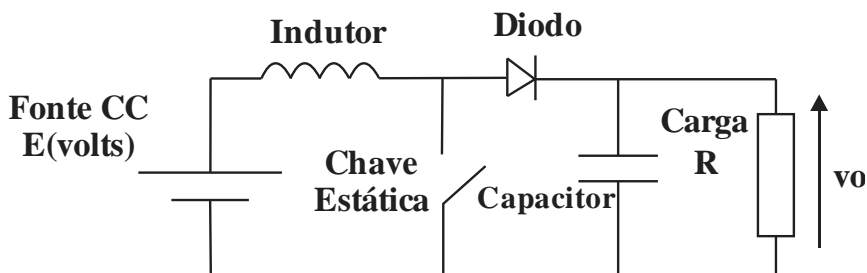 Indutor
Diodo
Fonte CC
E(volts)
Chave
Estática
Capacitor
Carga
R
vo